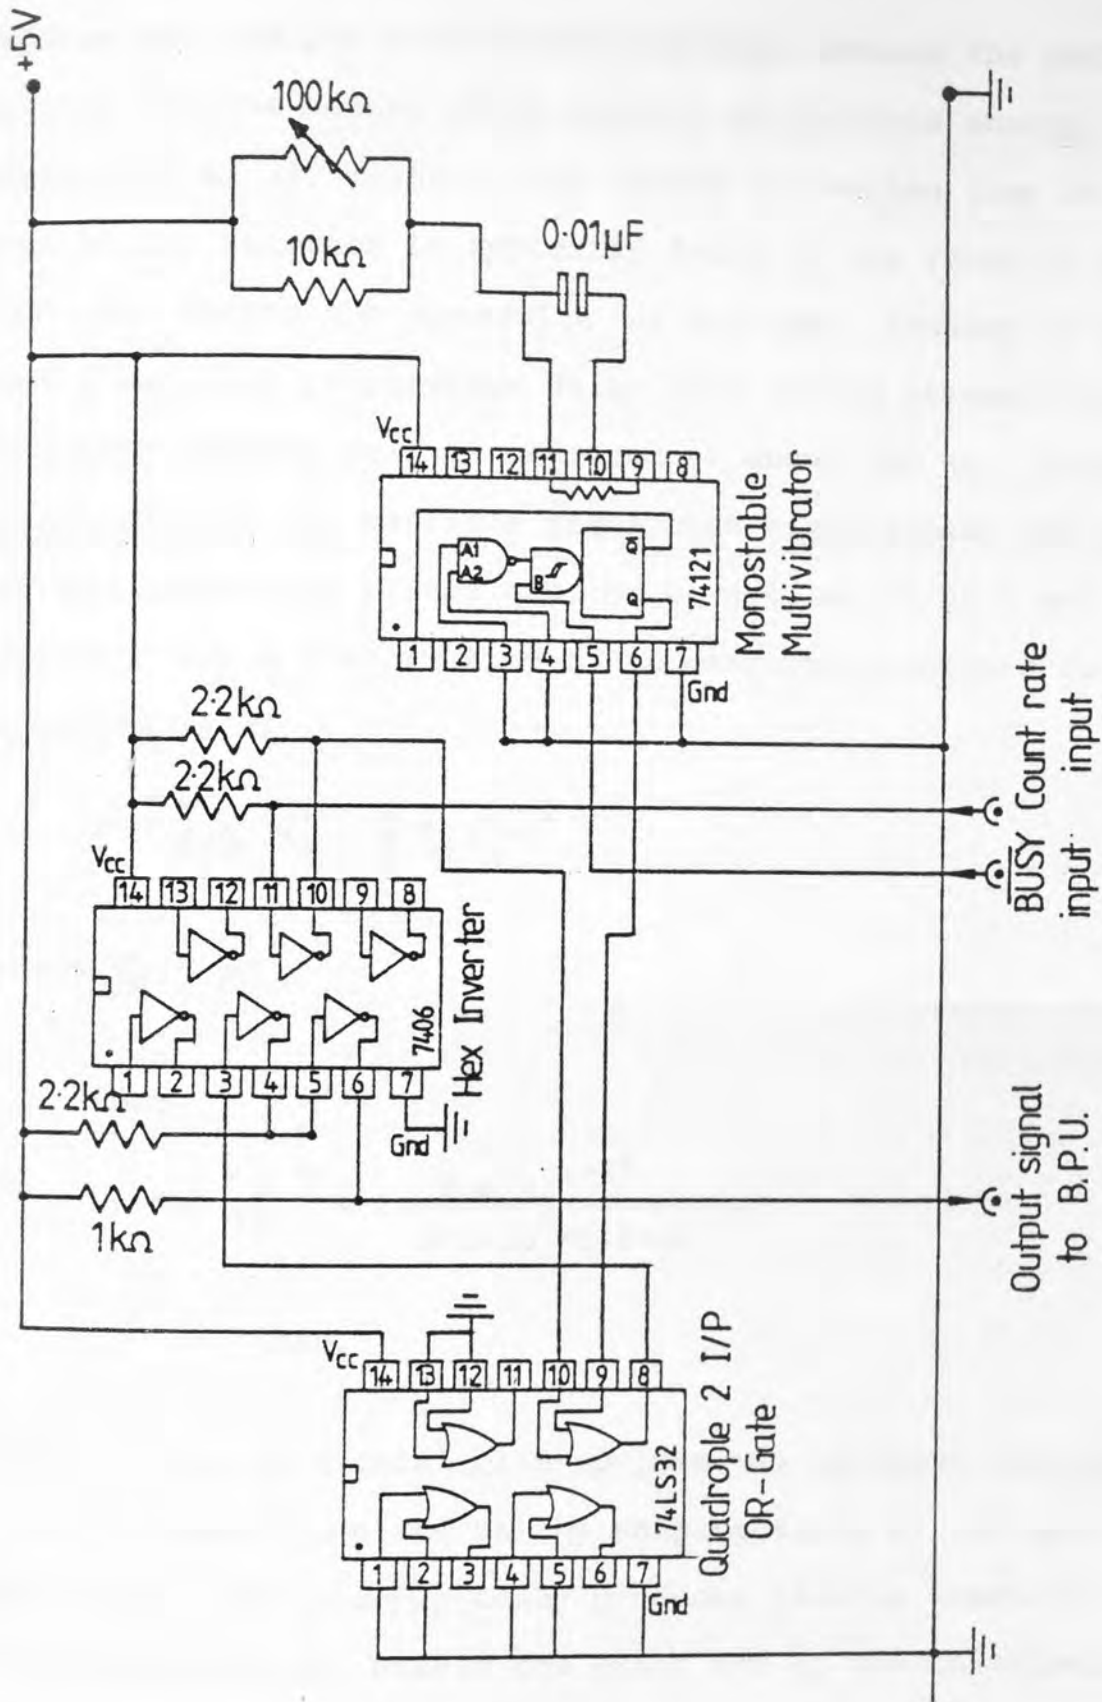 +5V
100kΩ
10kΩ
0·01µF
Vcc
14 13 12 11 10 9 8
A1
A2
B
Q̅
Q
74121
1 2 3 4 5 6 7
Gnd
Monostable
Multivibrator
2·2kΩ
2·2kΩ
Vcc
14 13 12 11 10 9 8
7406
1 2 3 4 5 6 7
Gnd
Hex Inverter
Count rate
input
B̅U̅S̅Y̅
input
2·2kΩ
1kΩ
Output signal
to B.P.U.
Vcc
14 13 12 11 10 9 8
74LS32
1 2 3 4 5 6 7
Gnd
Quadrople 2 I/P
OR-Gate